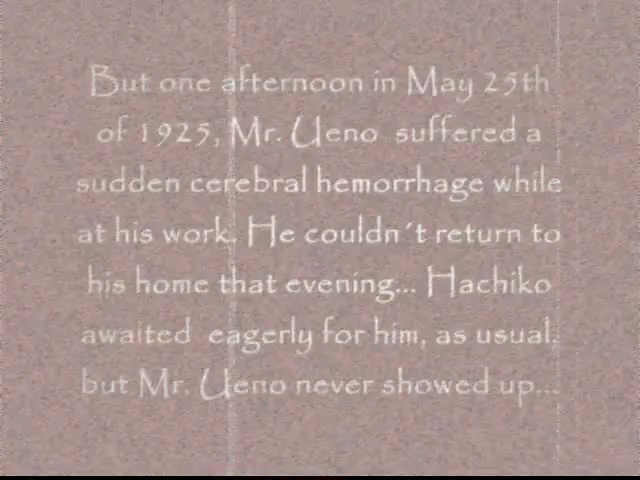 But one afternoon in May 25th
of 1925, Mr. Ueno suffered a
sudden cerebral hemorrhage while
at his work. He couldn´t return to
his home that evening... Hachiko
awaited eagerly for him, as usual,
but Mr. Ueno never showed up...